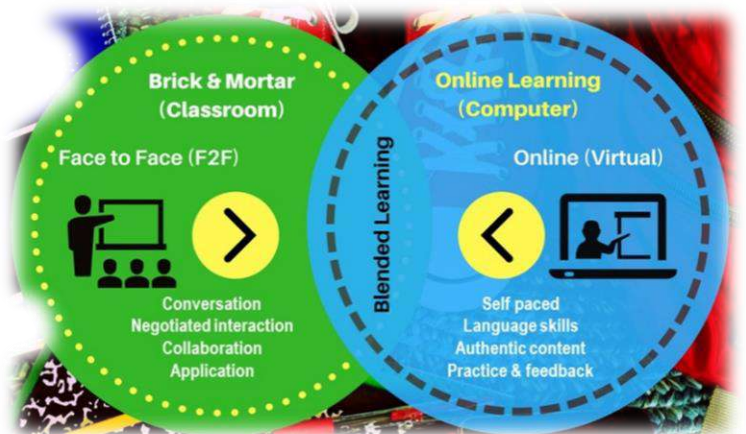 Brick & Mortar
(Classroom)
Face to Face (F2F)
Conversation
Negotiated interaction
Collaboration
Application
Blended Learning
Online Learning
(Computer)
Online (Virtual)
Self paced
Language skills
Authentic content
Practice & feedback